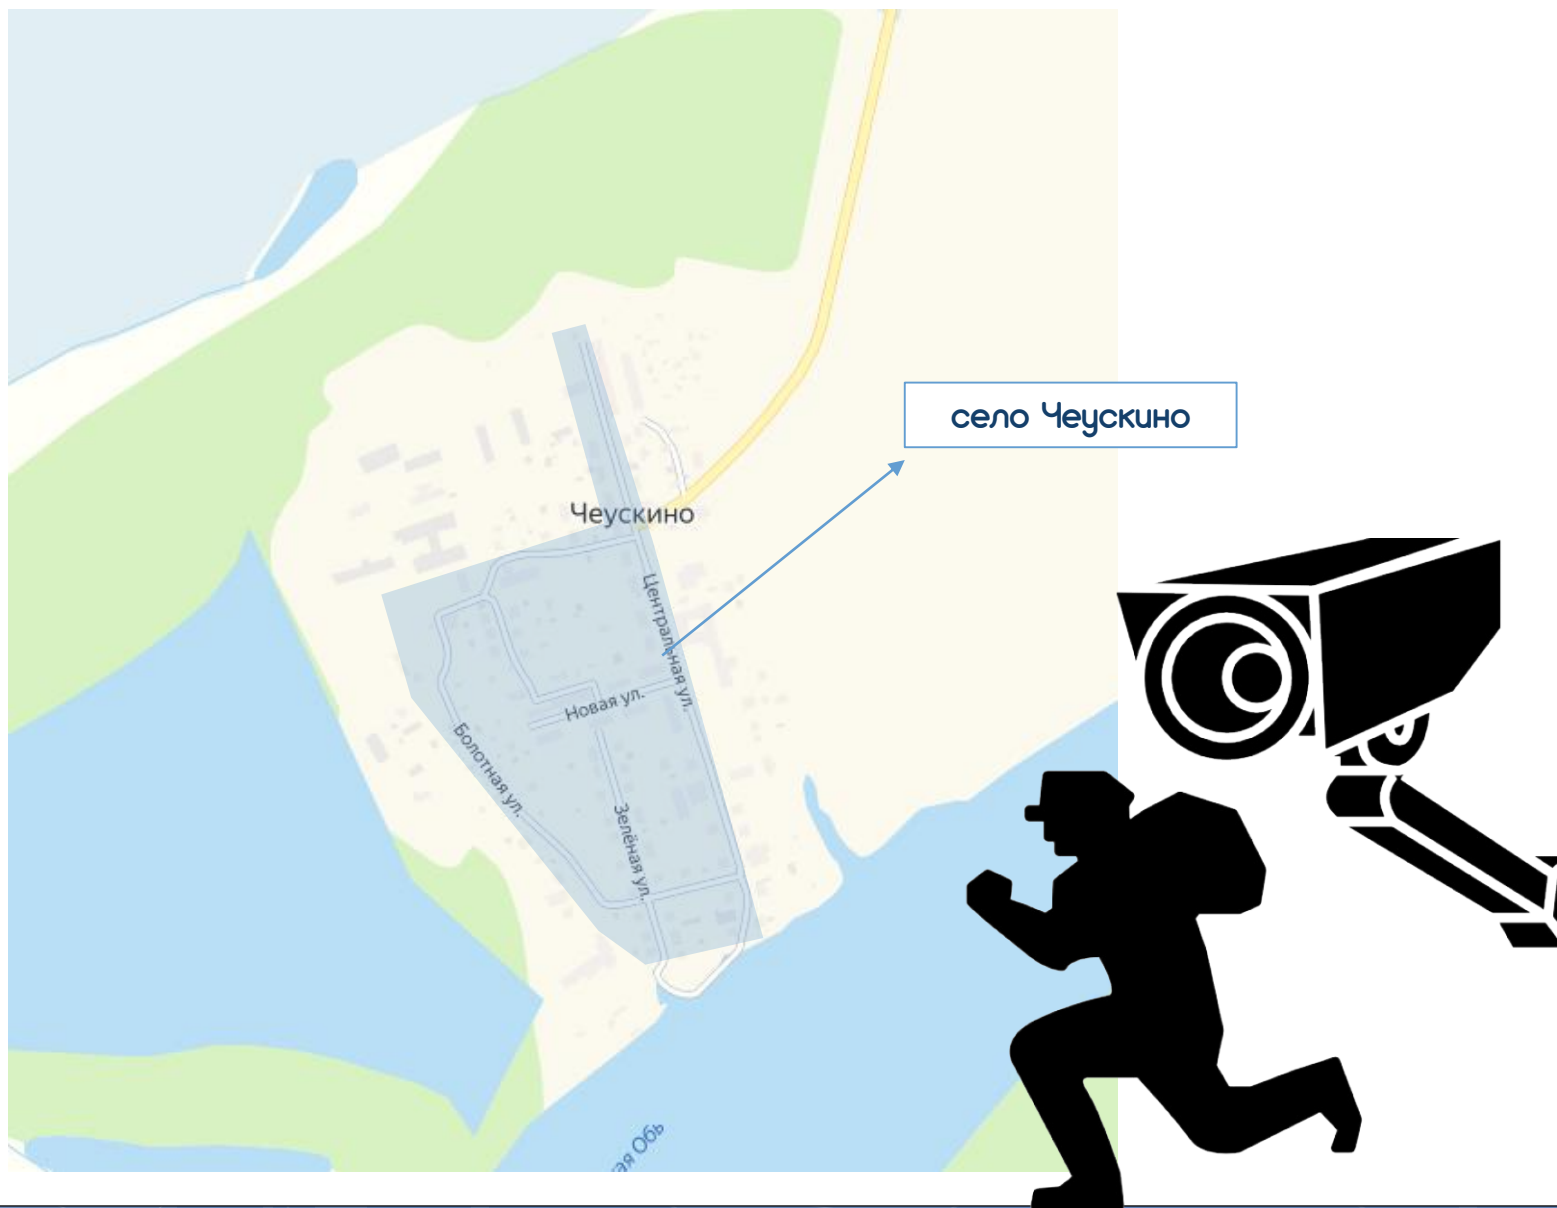 село Чеускино
Чеускино
Центральная ул.
Новая ул.
Болотная ул.
Зелёная ул.
ая Обь